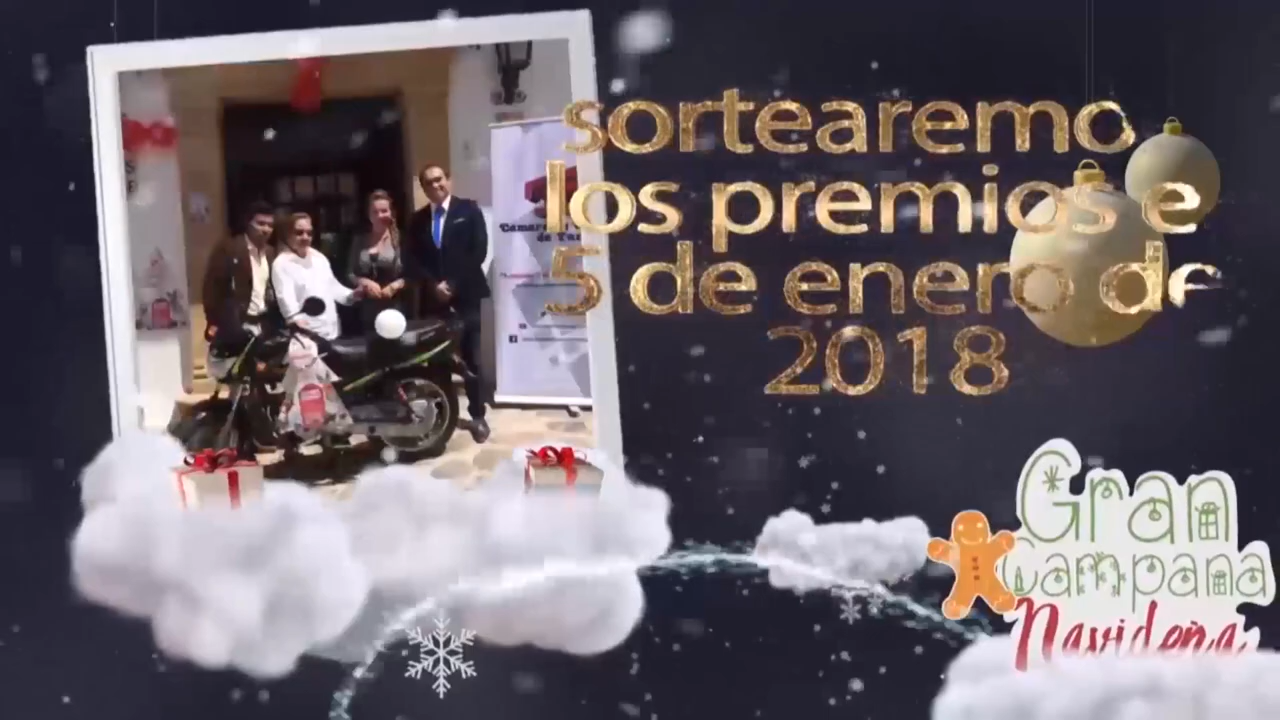 sortearemo
los premios e
5 de enero de
2018
Gran
Campana
Navideña